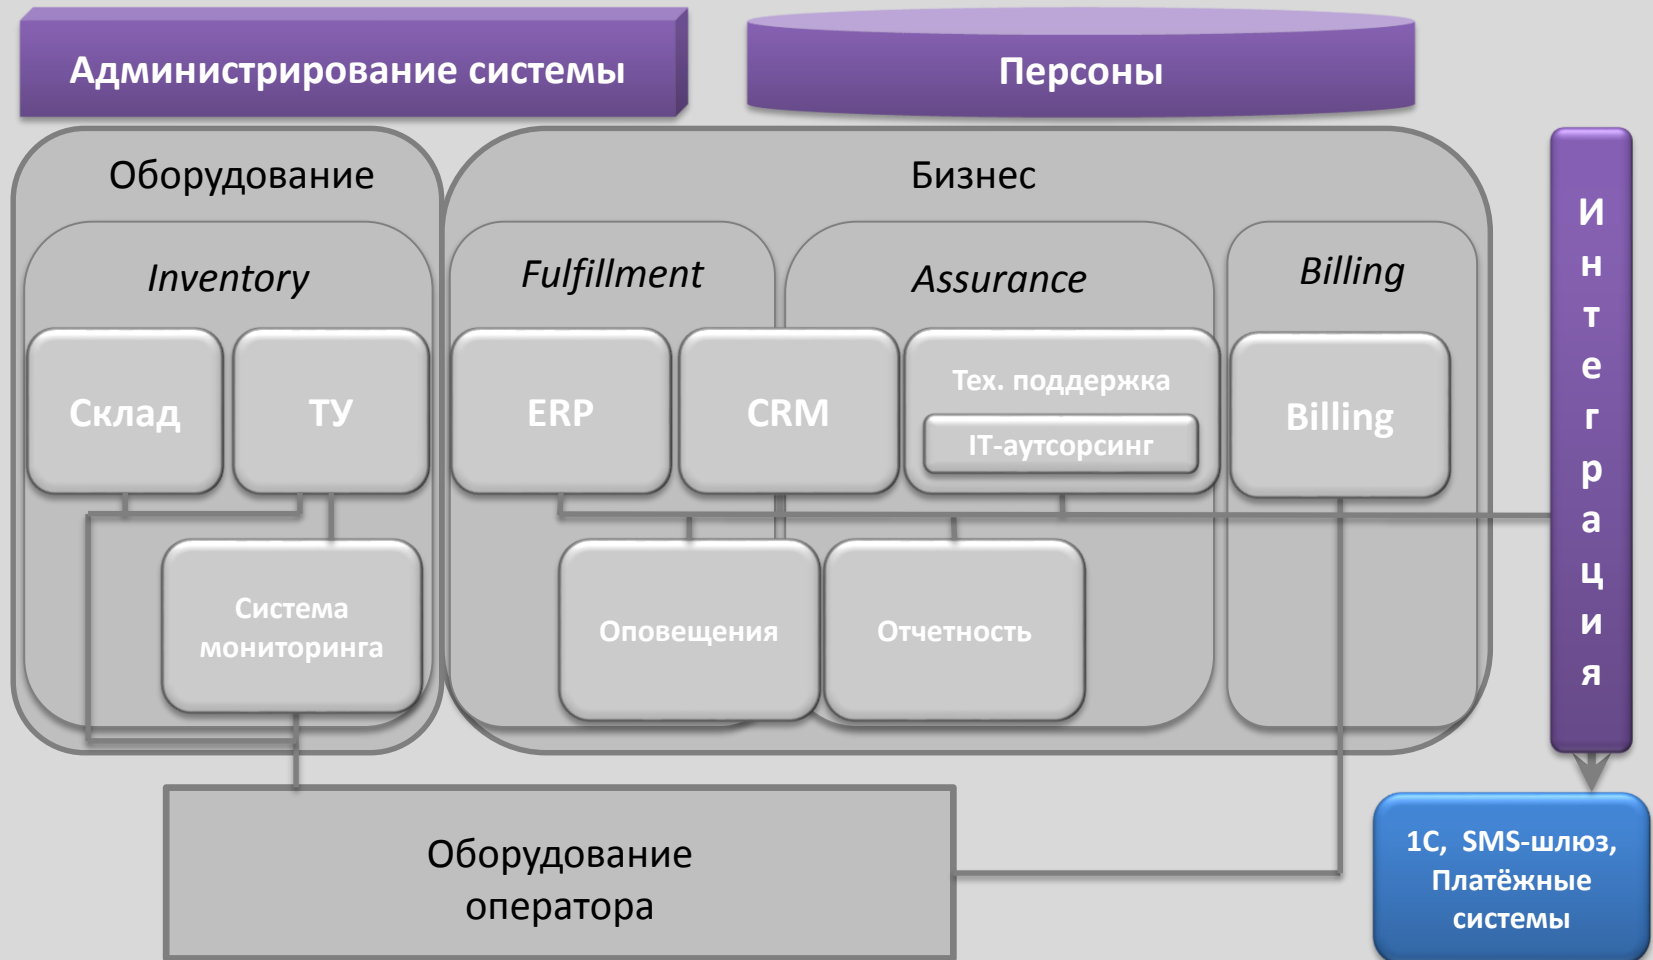 Администрирование системы
Персоны
Оборудование
Бизнес
Inventory
Fulfillment
Assurance
Billing
Склад
ТУ
ERP
CRM
Тех. поддержка
IT-аутсорсинг
Billing
Система
мониторинга
Оповещения
Отчетность
Интеграция
Оборудование
оператора
1С, SMS-шлюз,
Платёжные
системы